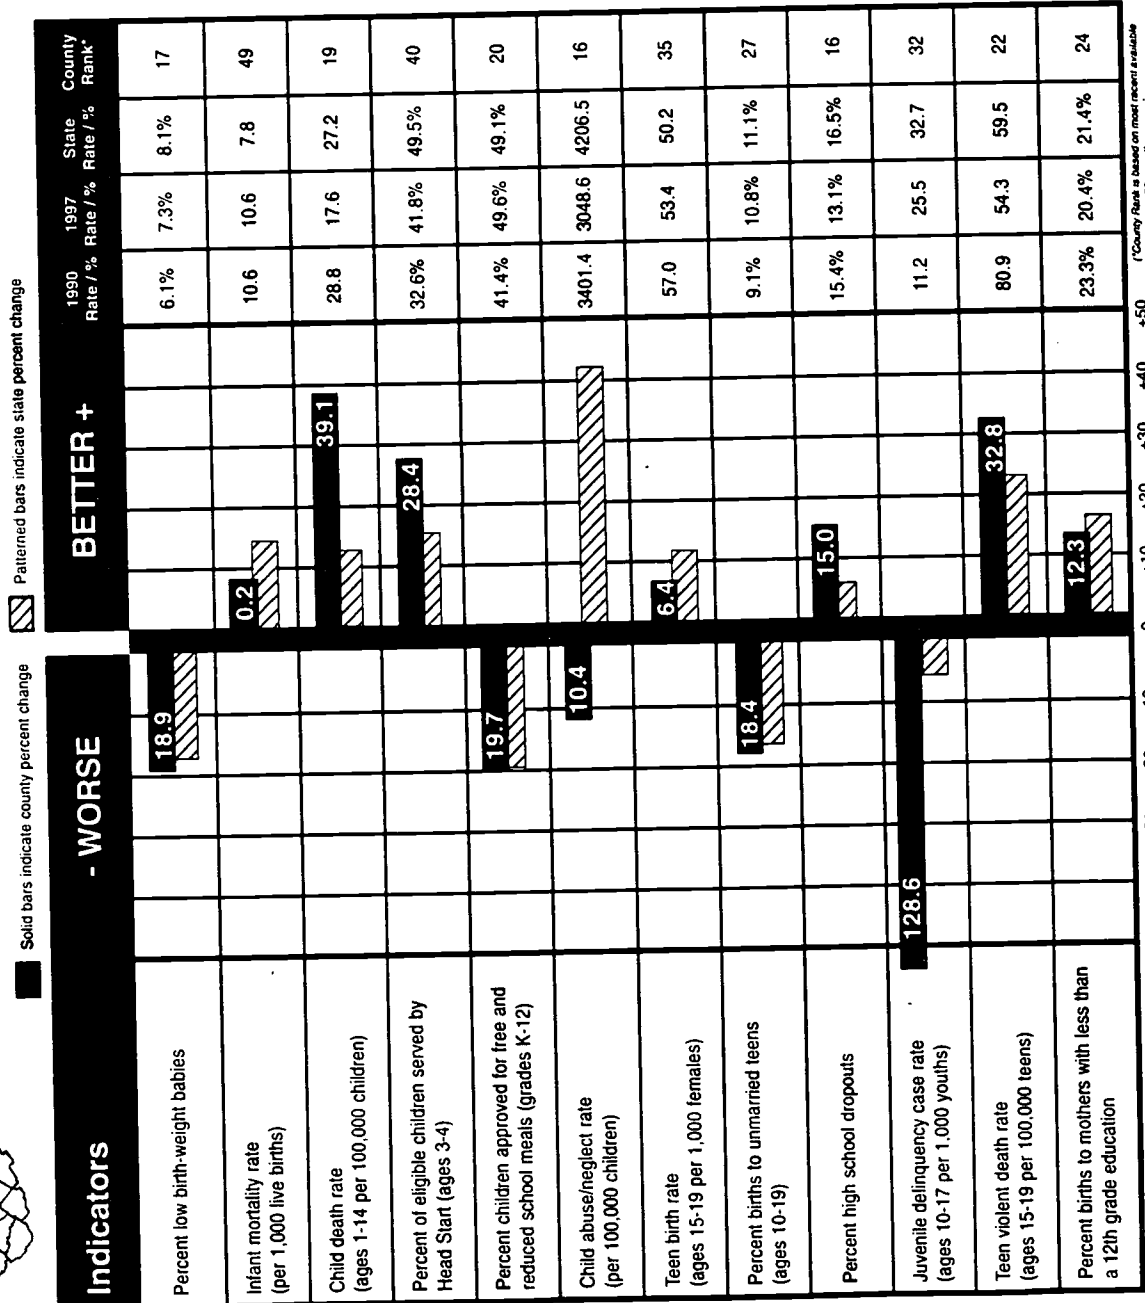 Solid bars indicate county percent change
Patterned bars indicate state percent change
Indicators
- WORSE
BETTER +
1990
Rate / %
1997
Rate / %
State
Rate / %
County
Rank*
Percent low birth-weight babies
18.9
6.1%
7.3%
8.1%
17
Infant mortality rate
(per 1,000 live births)
0.2
10.6
10.6
7.8
49
Child death rate
(ages 1-14 per 100,000 children)
39.1
28.8
17.6
27.2
19
Percent of eligible children served by
Head Start (ages 3-4)
28.4
32.6%
41.8%
49.5%
40
Percent children approved for free and
reduced school meals (grades K-12)
19.7
41.4%
49.6%
49.1%
20
Child abuse/neglect rate
(per 100,000 children)
10.4
3401.4
3048.6
4206.5
16
Teen birth rate
(ages 15-19 per 1,000 females)
6.4
57.0
53.4
50.2
35
Percent births to unmarried teens
(ages 10-19)
18.4
9.1%
10.8%
11.1%
27
Percent high school dropouts
15.0
15.4%
13.1%
16.5%
16
Juvenile delinquency case rate
(ages 10-17 per 1,000 youths)
128.6
11.2
25.5
32.7
32
Teen violent death rate
(ages 15-19 per 100,000 teens)
32.8
80.9
54.3
59.5
22
Percent births to mothers with less than
a 12th grade education
12.3
23.3%
20.4%
21.4%
24
0 +10 +20 +30 +40 +50
(*County Rank is based on most recent available